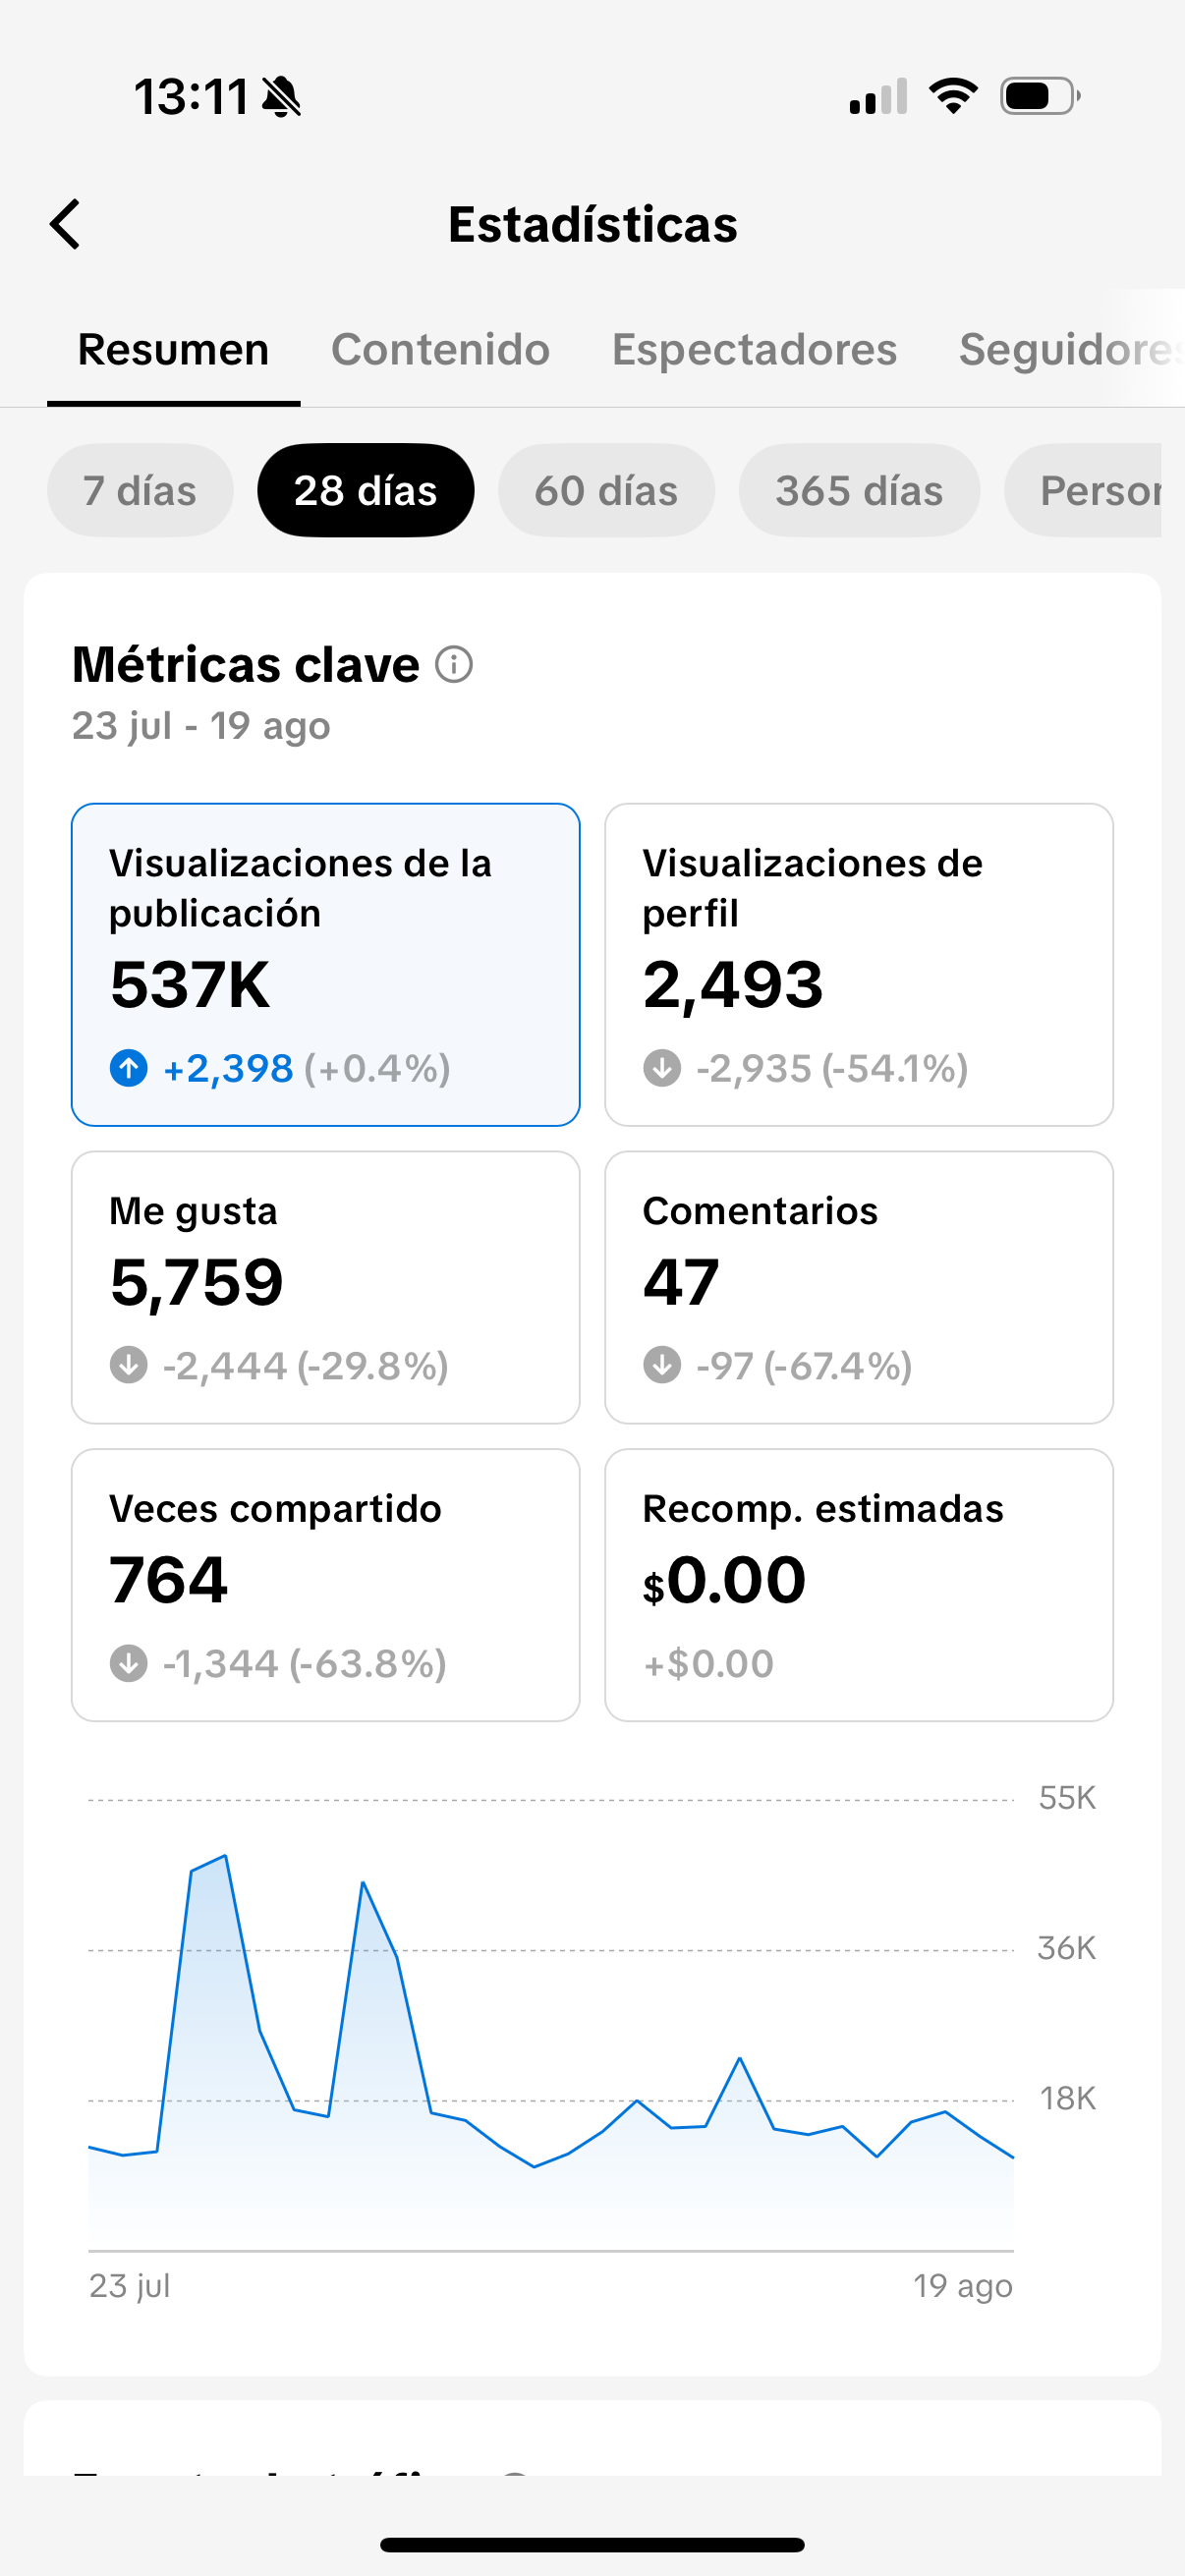 13:11
Estadísticas
Resumen Contenido Espectadores Seguidores
7 días 28 días 60 días 365 días Person
Métricas clave
23 jul - 19 ago
Visualizaciones de la
publicación
537K
+2,398 (+0.4%)
Visualizaciones de
perfil
2,493
-2,935 (-54.1%)
Me gusta
5,759
-2,444 (-29.8%)
Comentarios
47
-97 (-67.4%)
Veces compartido
764
-1,344 (-63.8%)
Recomp. estimadas
$0.00
+$0.00
55K
36K
18K
23 jul 19 ago